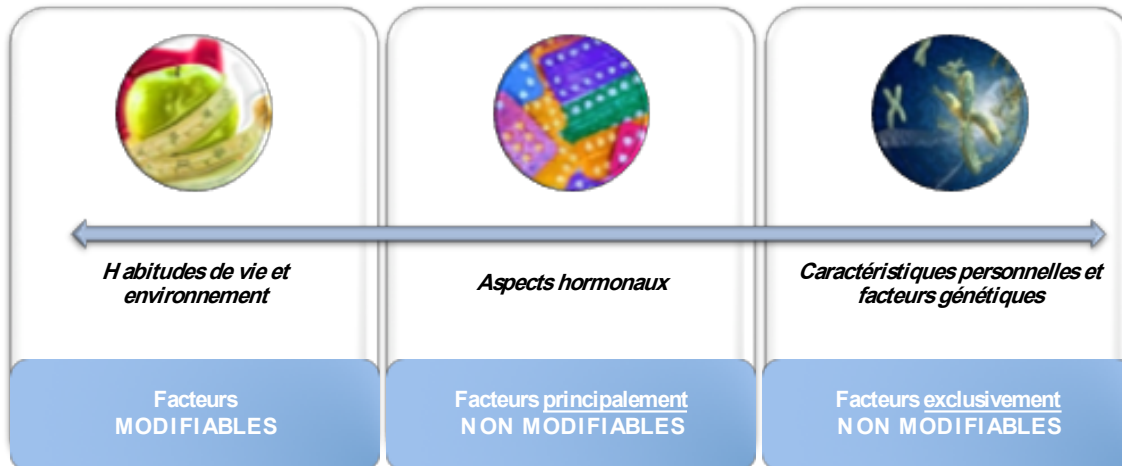 Habitudes de vie et
environnement
Aspects hormonaux
Caractéristiques personnelles et
facteurs génétiques
Facteurs
MODIFIABLES
Facteurs principalement
NON MODIFIABLES
Facteurs exclusivement
NON MODIFIABLES